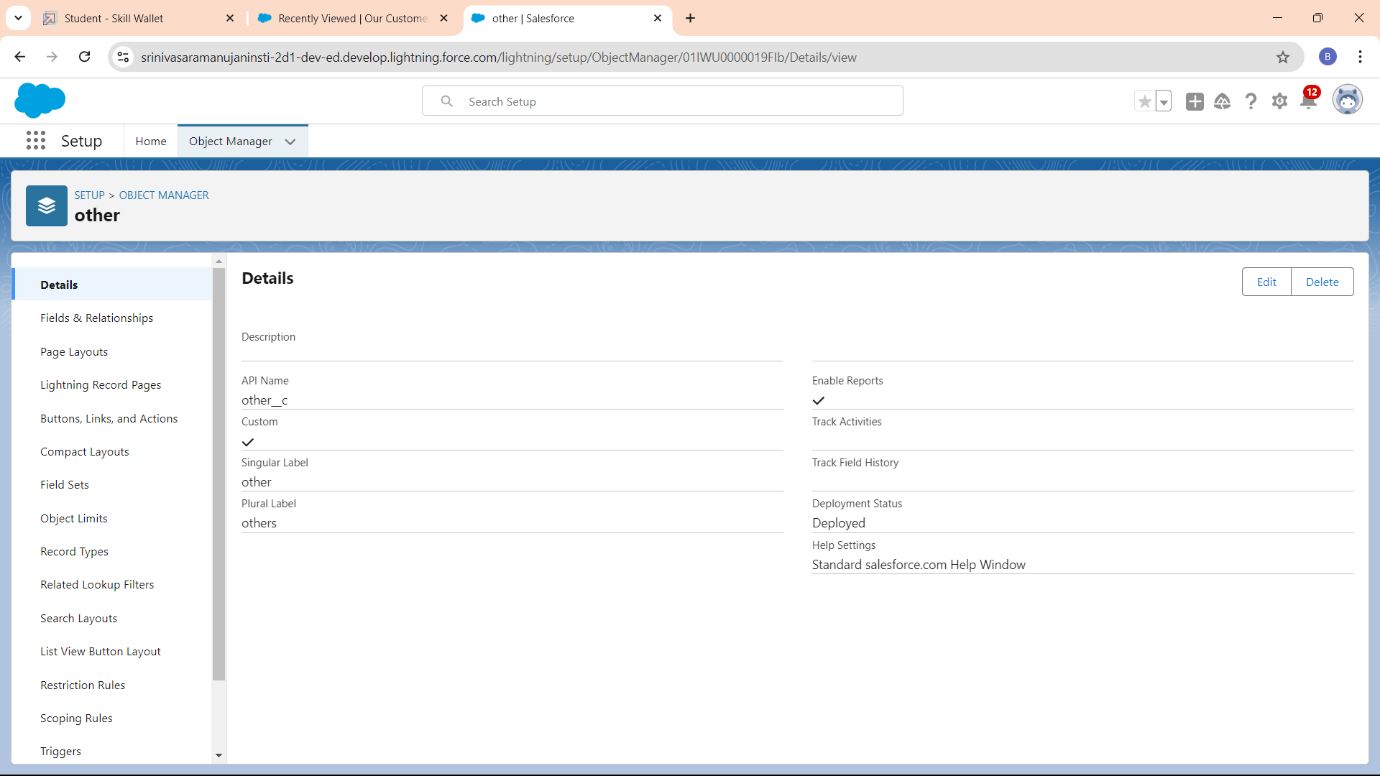 Student - Skill Wallet
Recently Viewed | Our Custome
other | Salesforce
srinivasaramanujaninsti-2d1-dev-ed.develop.lightning.force.com/lightning/setup/ObjectManager/01IWU0000019FIb/Details/view
B
Search Setup
12
Setup
Home
Object Manager
SETUP > OBJECT MANAGER
other
Details
Fields & Relationships
Page Layouts
Lightning Record Pages
Buttons, Links, and Actions
Compact Layouts
Field Sets
Object Limits
Record Types
Related Lookup Filters
Search Layouts
List View Button Layout
Restriction Rules
Scoping Rules
Triggers
Details
Edit
Delete
Description
API Name
other__c
Custom
Singular Label
other
Plural Label
others
Enable Reports
Track Activities
Track Field History
Deployment Status
Deployed
Help Settings
Standard salesforce.com Help Window